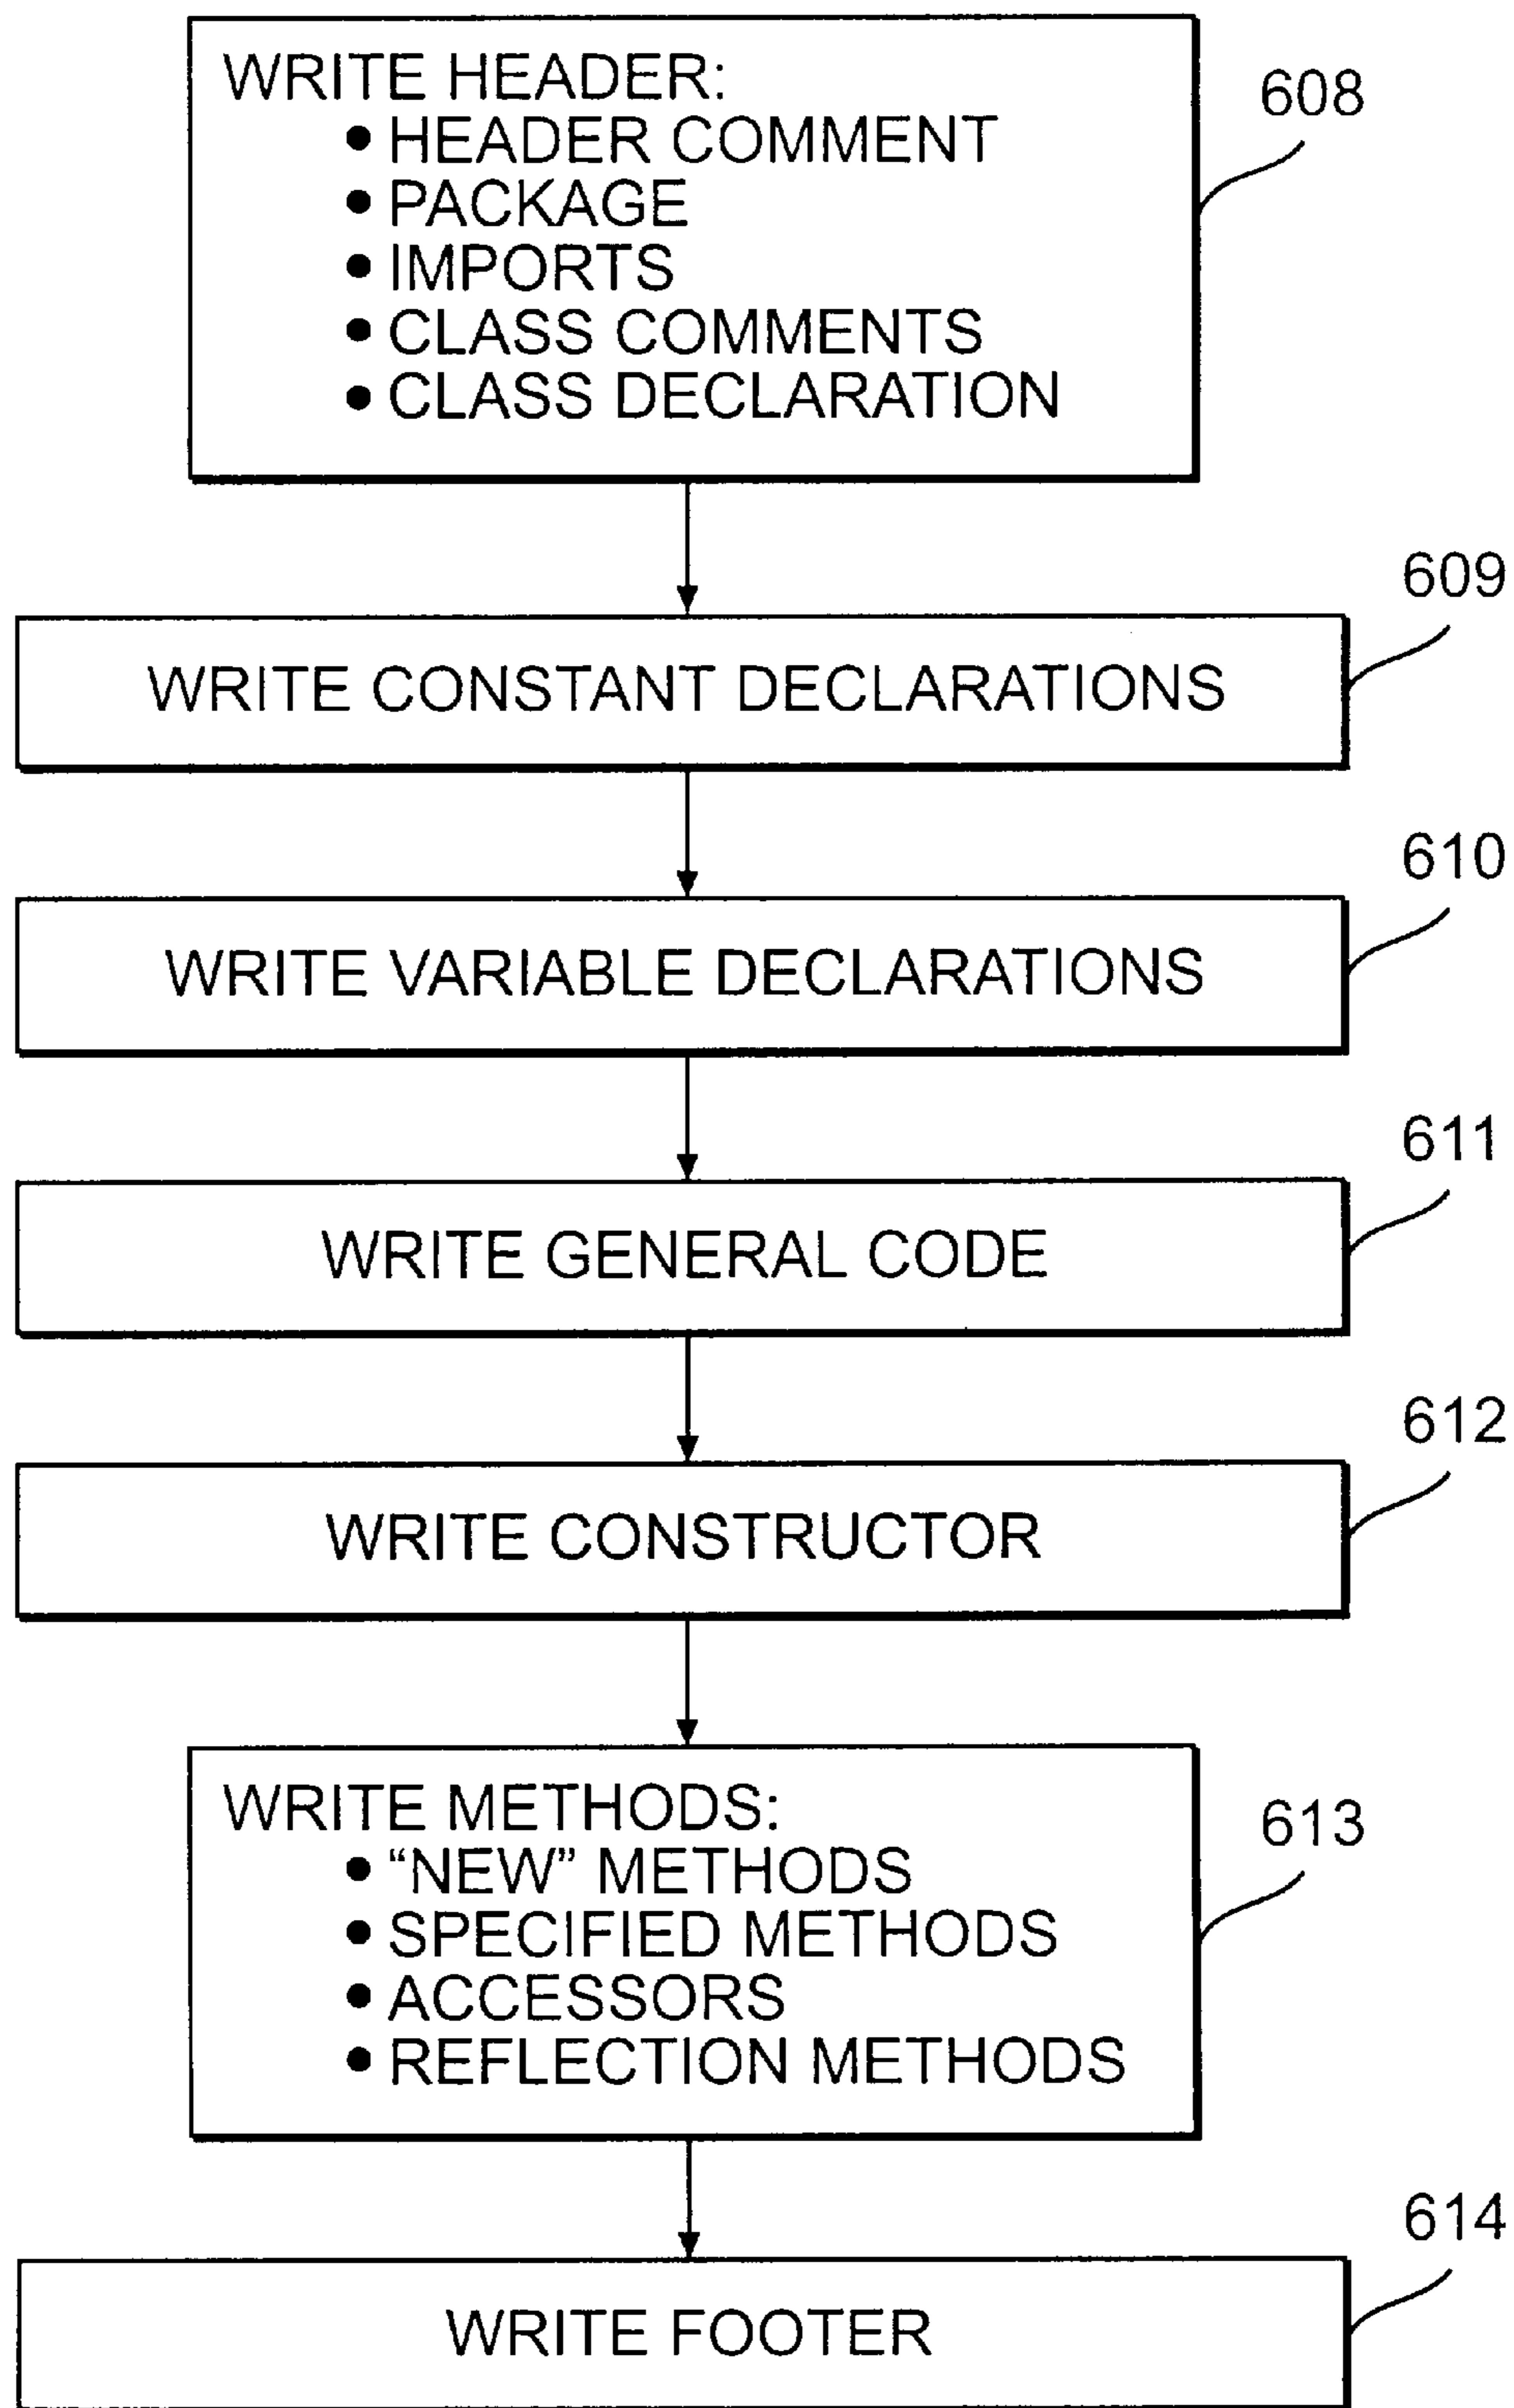 WRITE HEADER:
• HEADER COMMENT
• PACKAGE
• IMPORTS
• CLASS COMMENTS
• CLASS DECLARATION
608
609
WRITE CONSTANT DECLARATIONS
610
WRITE VARIABLE DECLARATIONS
611
WRITE GENERAL CODE
612
WRITE CONSTRUCTOR
WRITE METHODS:
• “NEW” METHODS
• SPECIFIED METHODS
• ACCESSORS
• REFLECTION METHODS
613
614
WRITE FOOTER